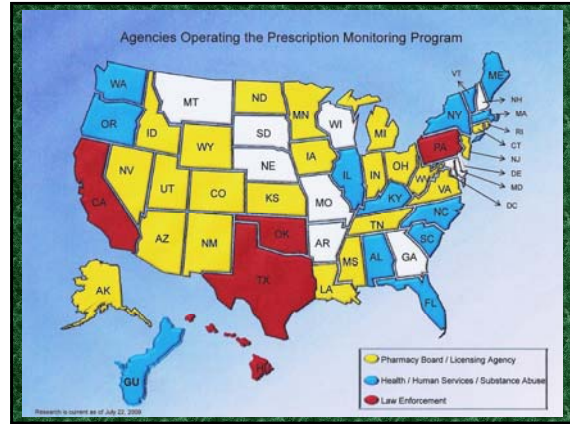 Agencies Operating the Prescription Monitoring Program
WA
MT
ND
MN
VT
ME
OR
ID
SD
WI
MI
NY
NH
MA
WY
IA
PA
RI
NV
NE
IL
IN
OH
CT
NJ
UT
CO
KS
MO
KY
WV
VA
DE
MD
DC
CA
AZ
NM
OK
AR
TN
NC
SC
TX
LA
MS
AL
GA
FL
AK
GU
HI
Pharmacy Board / Licensing Agency
Health / Human Services / Substance Abuse
Law Enforcement
Research is current as of July 22, 2009